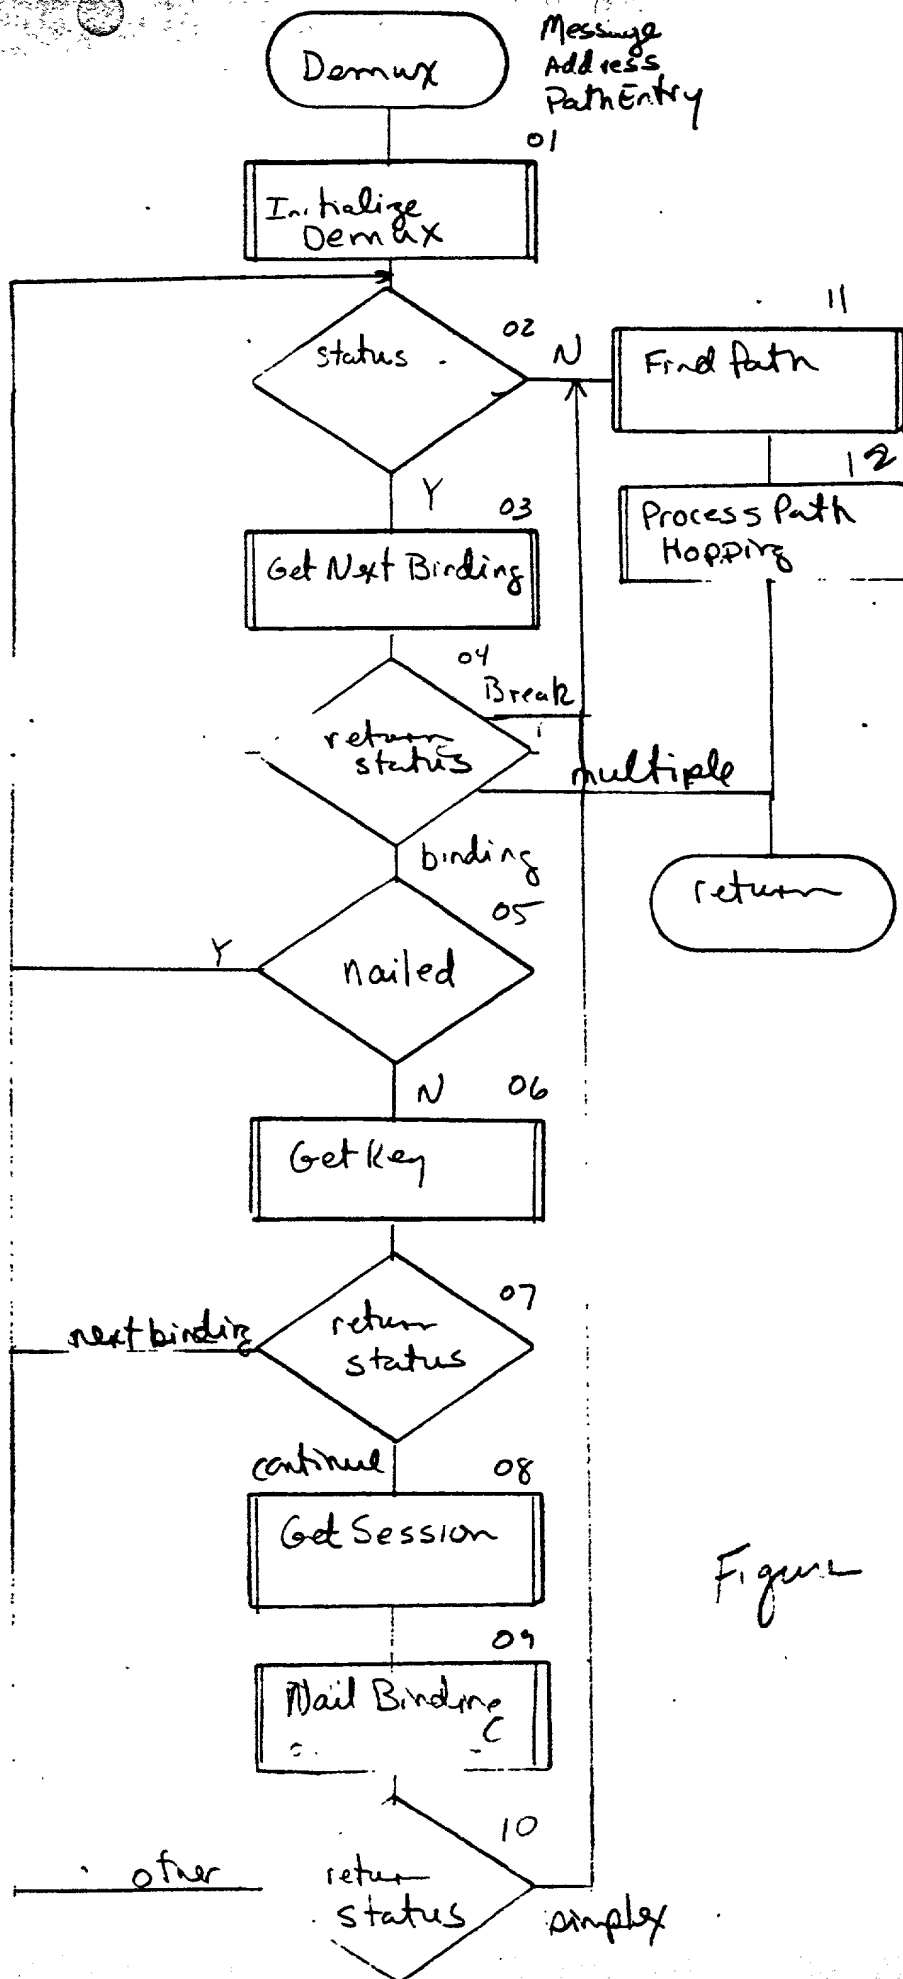 Demux
Message
Address
PathEntry
01
Initialize
Demux
02
status
N
11
Find Path
Y
12
Process Path
Hopping
03
Get Next Binding
04
Break
return
status
multiple
binding
return
05
Y
nailed
N
06
Get Key
07
next binding
return
status
continue
08
Get Session
Figure
09
Nail Binding
10
other
return
status
simplex